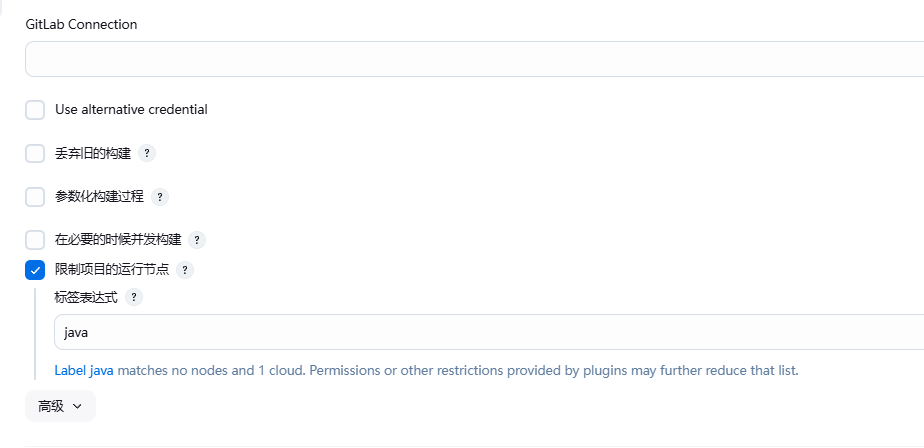 GitLab Connection
Use alternative credential
丢弃旧的构建 ?
参数化构建过程 ?
在必要的时候并发构建 ?
限制项目的运行节点 ?
标签表达式 ?
java
Label java matches no nodes and 1 cloud. Permissions or other restrictions provided by plugins may further reduce that list.
高级